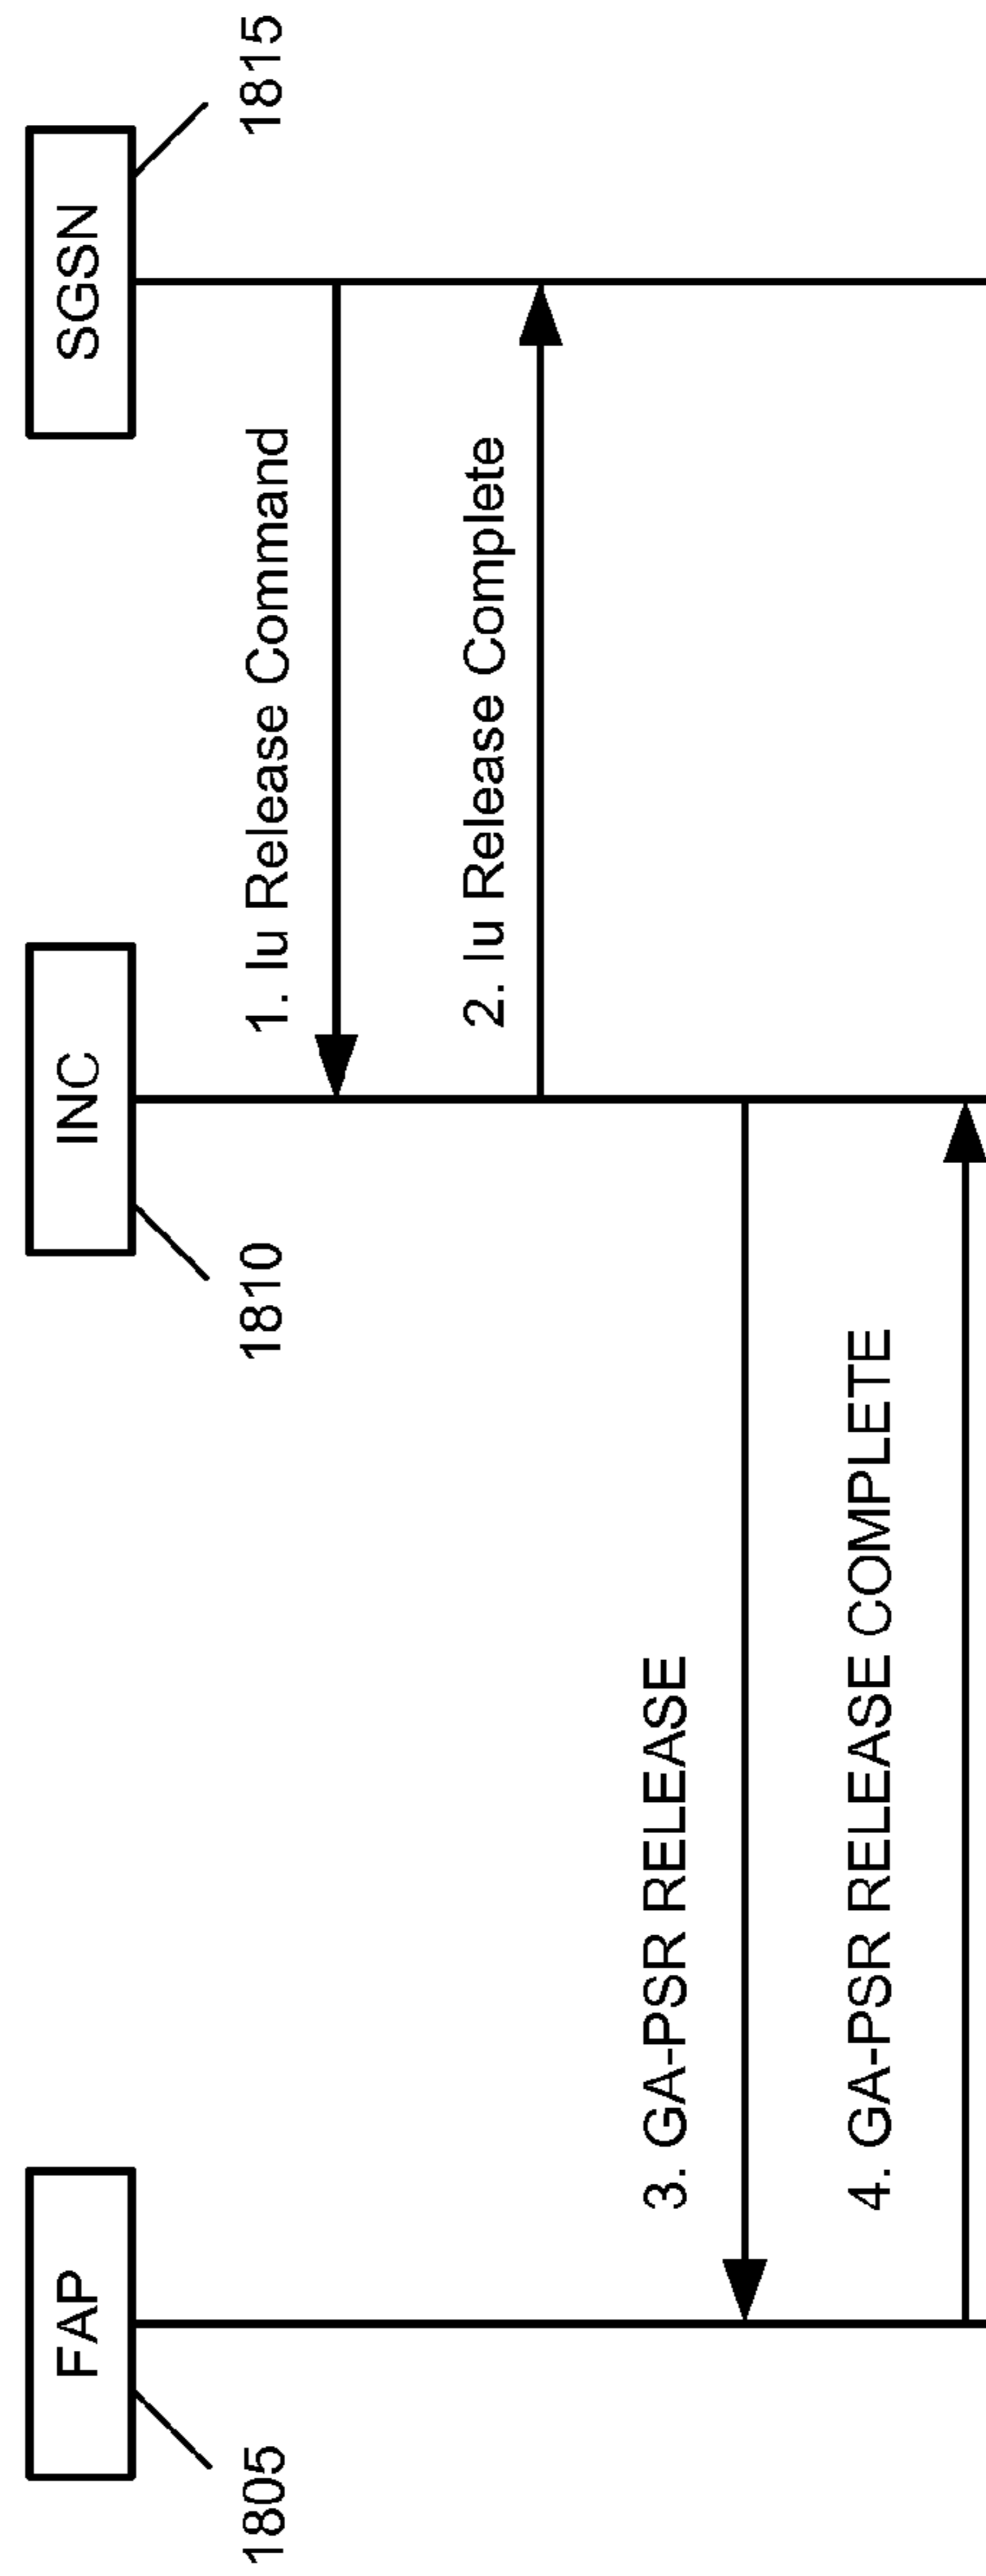 FAP
INC
SGSN
1805
1810
1815
1. Iu Release Command
2. Iu Release Complete
3. GA-PSR RELEASE
4. GA-PSR RELEASE COMPLETE